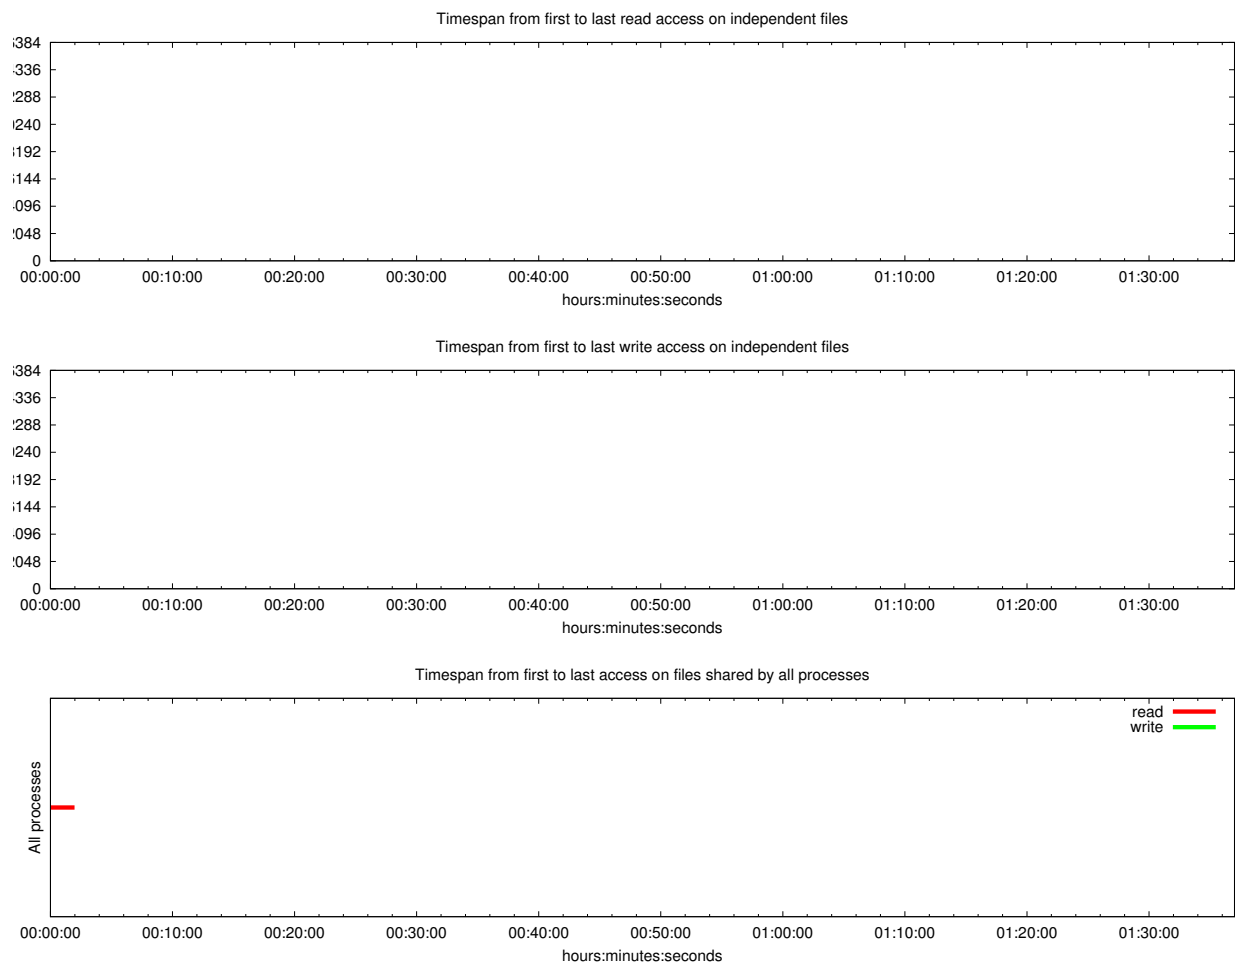 Timespan from first to last read access on independent files
384
336
288
240
192
144
096
048
0
00:00:00 00:10:00 00:20:00 00:30:00 00:40:00 00:50:00 01:00:00 01:10:00 01:20:00 01:30:00
hours:minutes:seconds
Timespan from first to last write access on independent files
384
336
288
240
192
144
096
048
0
00:00:00 00:10:00 00:20:00 00:30:00 00:40:00 00:50:00 01:00:00 01:10:00 01:20:00 01:30:00
hours:minutes:seconds
Timespan from first to last access on files shared by all processes
read
write
All processes
00:00:00 00:10:00 00:20:00 00:30:00 00:40:00 00:50:00 01:00:00 01:10:00 01:20:00 01:30:00
hours:minutes:seconds